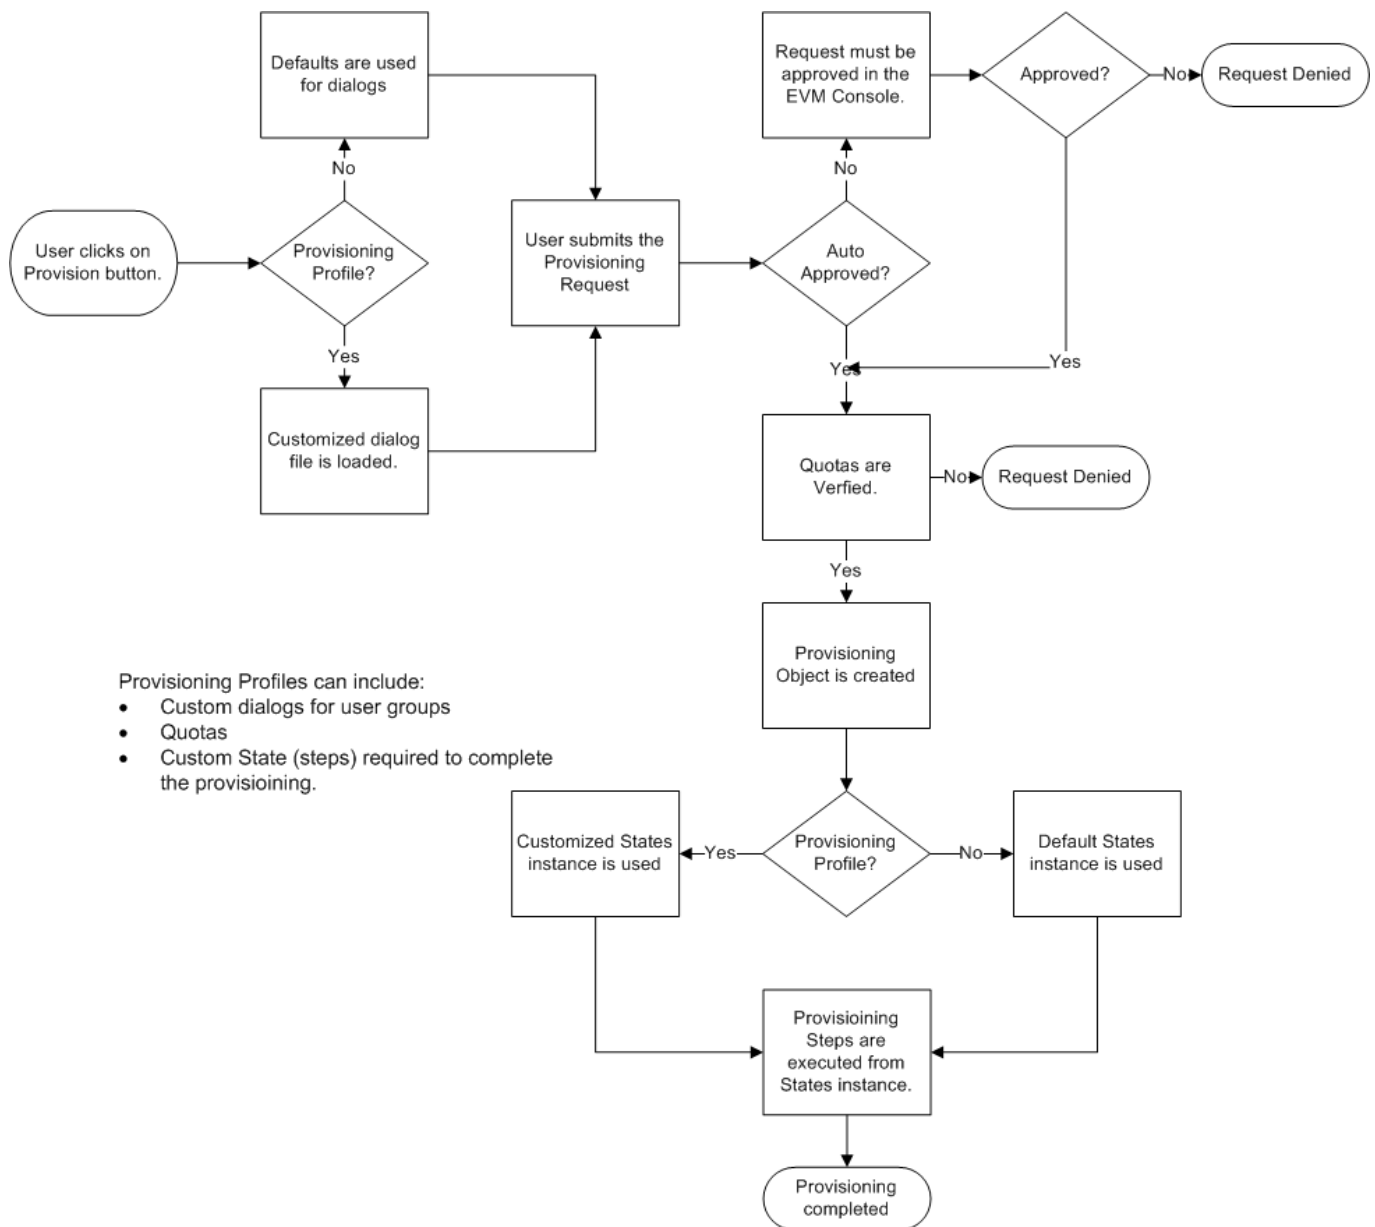 Defaults are used
for dialogs
Request must be
approved in the
EVM Console.
Approved?
No
Request Denied
No
No
User clicks on
Provision button.
Provisioning
Profile?
User submits the
Provisioning
Request
Auto
Approved?
Yes
Yes
Yes
Customized dialog
file is loaded.
Quotas are
Verfied.
No
Request Denied
Yes
Provisioning
Object is created
Provisioning Profiles can include:
• Custom dialogs for user groups
• Quotas
• Custom State (steps) required to complete
the provisioining.
Customized States
instance is used
Yes
Provisioning
Profile?
No
Default States
instance is used
Provisioining
Steps are
executed from
States instance.
Provisioning
completed